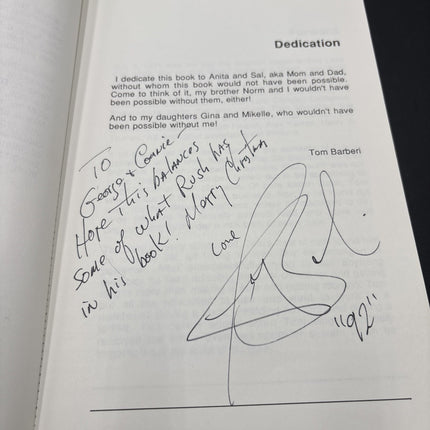 Dedication
I dedicate this book to Anita and Sal, aka Mom and Dad,
without whom this book would not have been possible.
Come to think of it, my brother Norm and I wouldn't have
been possible without them, either!
And to my daughters Gina and Mikelle, who wouldn't have
been possible without me!
Tom Barberi
To
George & Connie
Hope This balances
some of what Rush has
in his book! Merry Christmas
Love
"92"